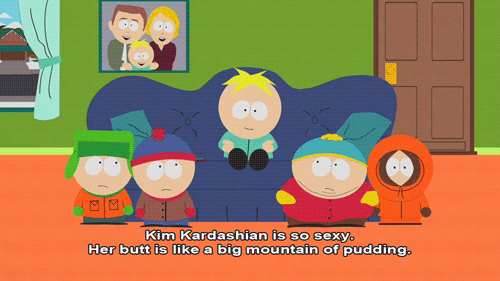 Kim Kardashian is so sexy.
Her butt is like a big mountain of pudding.